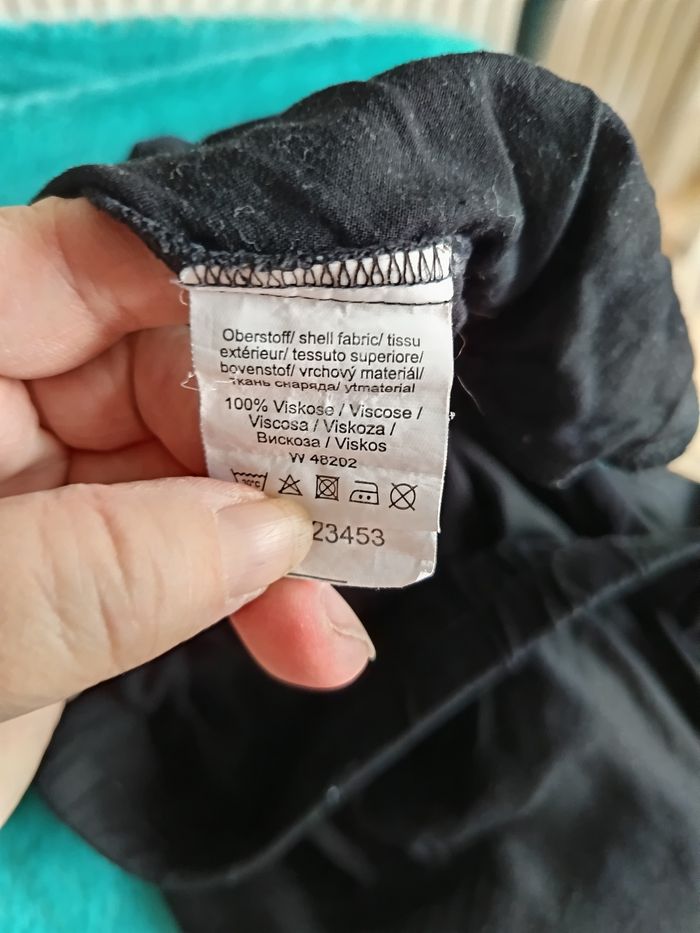 Oberstoff/ shell fabric/ tissu
extérieur/ tessuto superiore/
bovenstof/ vrchový materiál/
ткань снаряда/ ytmaterial
100% Viskose / Viscose /
Viscosa / Viskoza /
Вискоза / Viskos
W 48202
30°C
23453